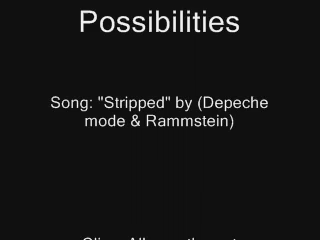 Possibilities
Song: "Stripped" by (Depeche
mode & Rammstein)